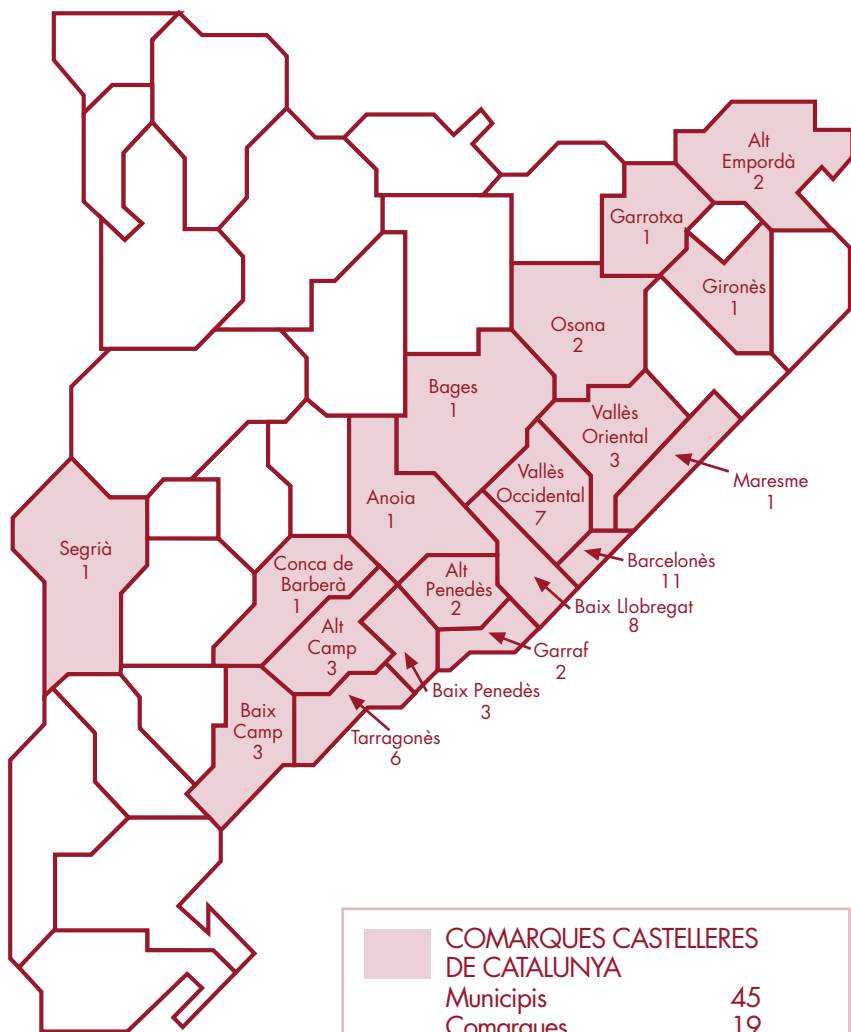 Alt
Empordà
2
Garrotxa
1
Gironès
1
Osona
2
Bages
1
Vallès
Oriental
3
Maresme
1
Vallès
Occidental
7
Anoia
1
Segrià
1
Barcelonès
11
Conca de
Barberà
1
Alt
Penedès
2
Baix Llobregat
8
Alt
Camp
3
Garraf
2
Baix Penedès
3
Baix
Camp
3
Tarragonès
6
COMARQUES CASTELLERES
DE CATALUNYA
Municipis 45
Comarques 19